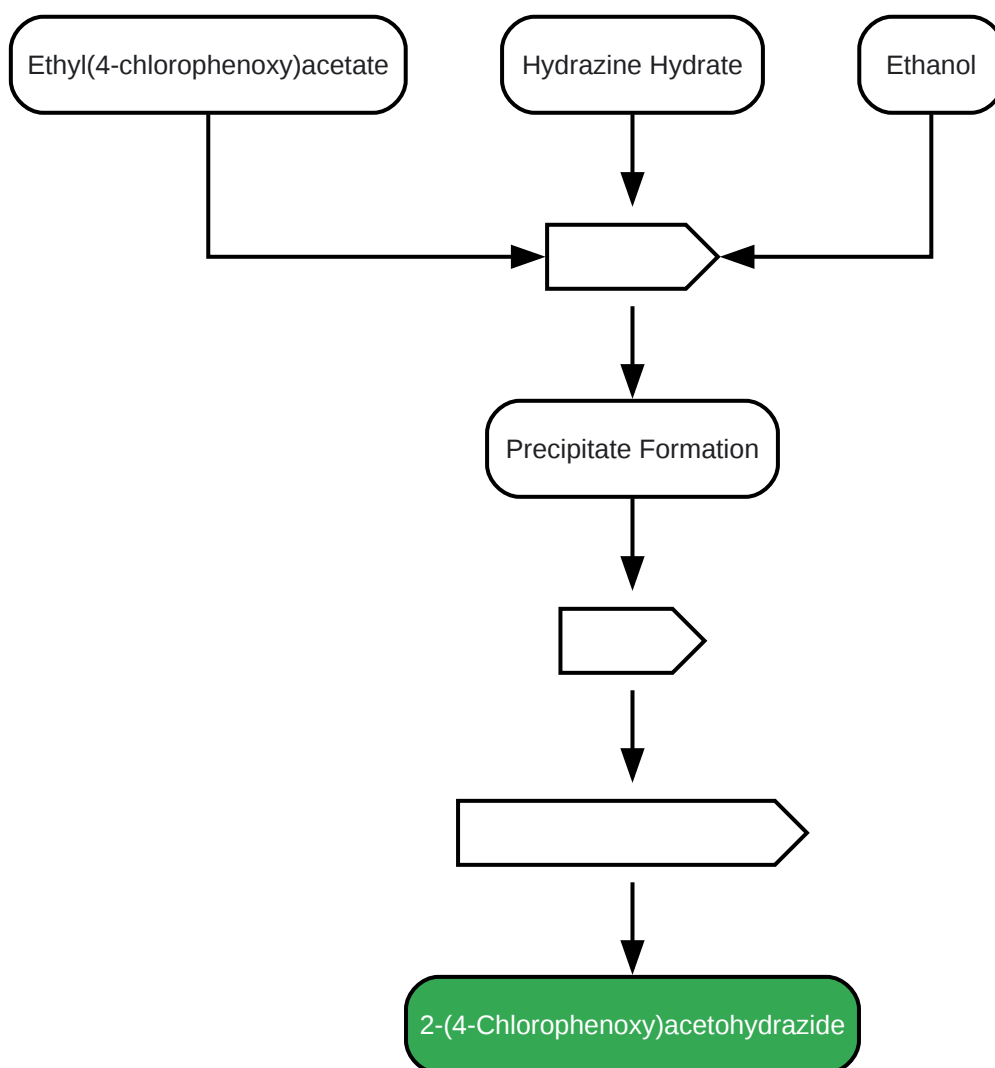 Ethyl(4-chlorophenoxy)acetate
Hydrazine Hydrate
Ethanol
Precipitate Formation
2-(4-Chlorophenoxy)acetohydrazide